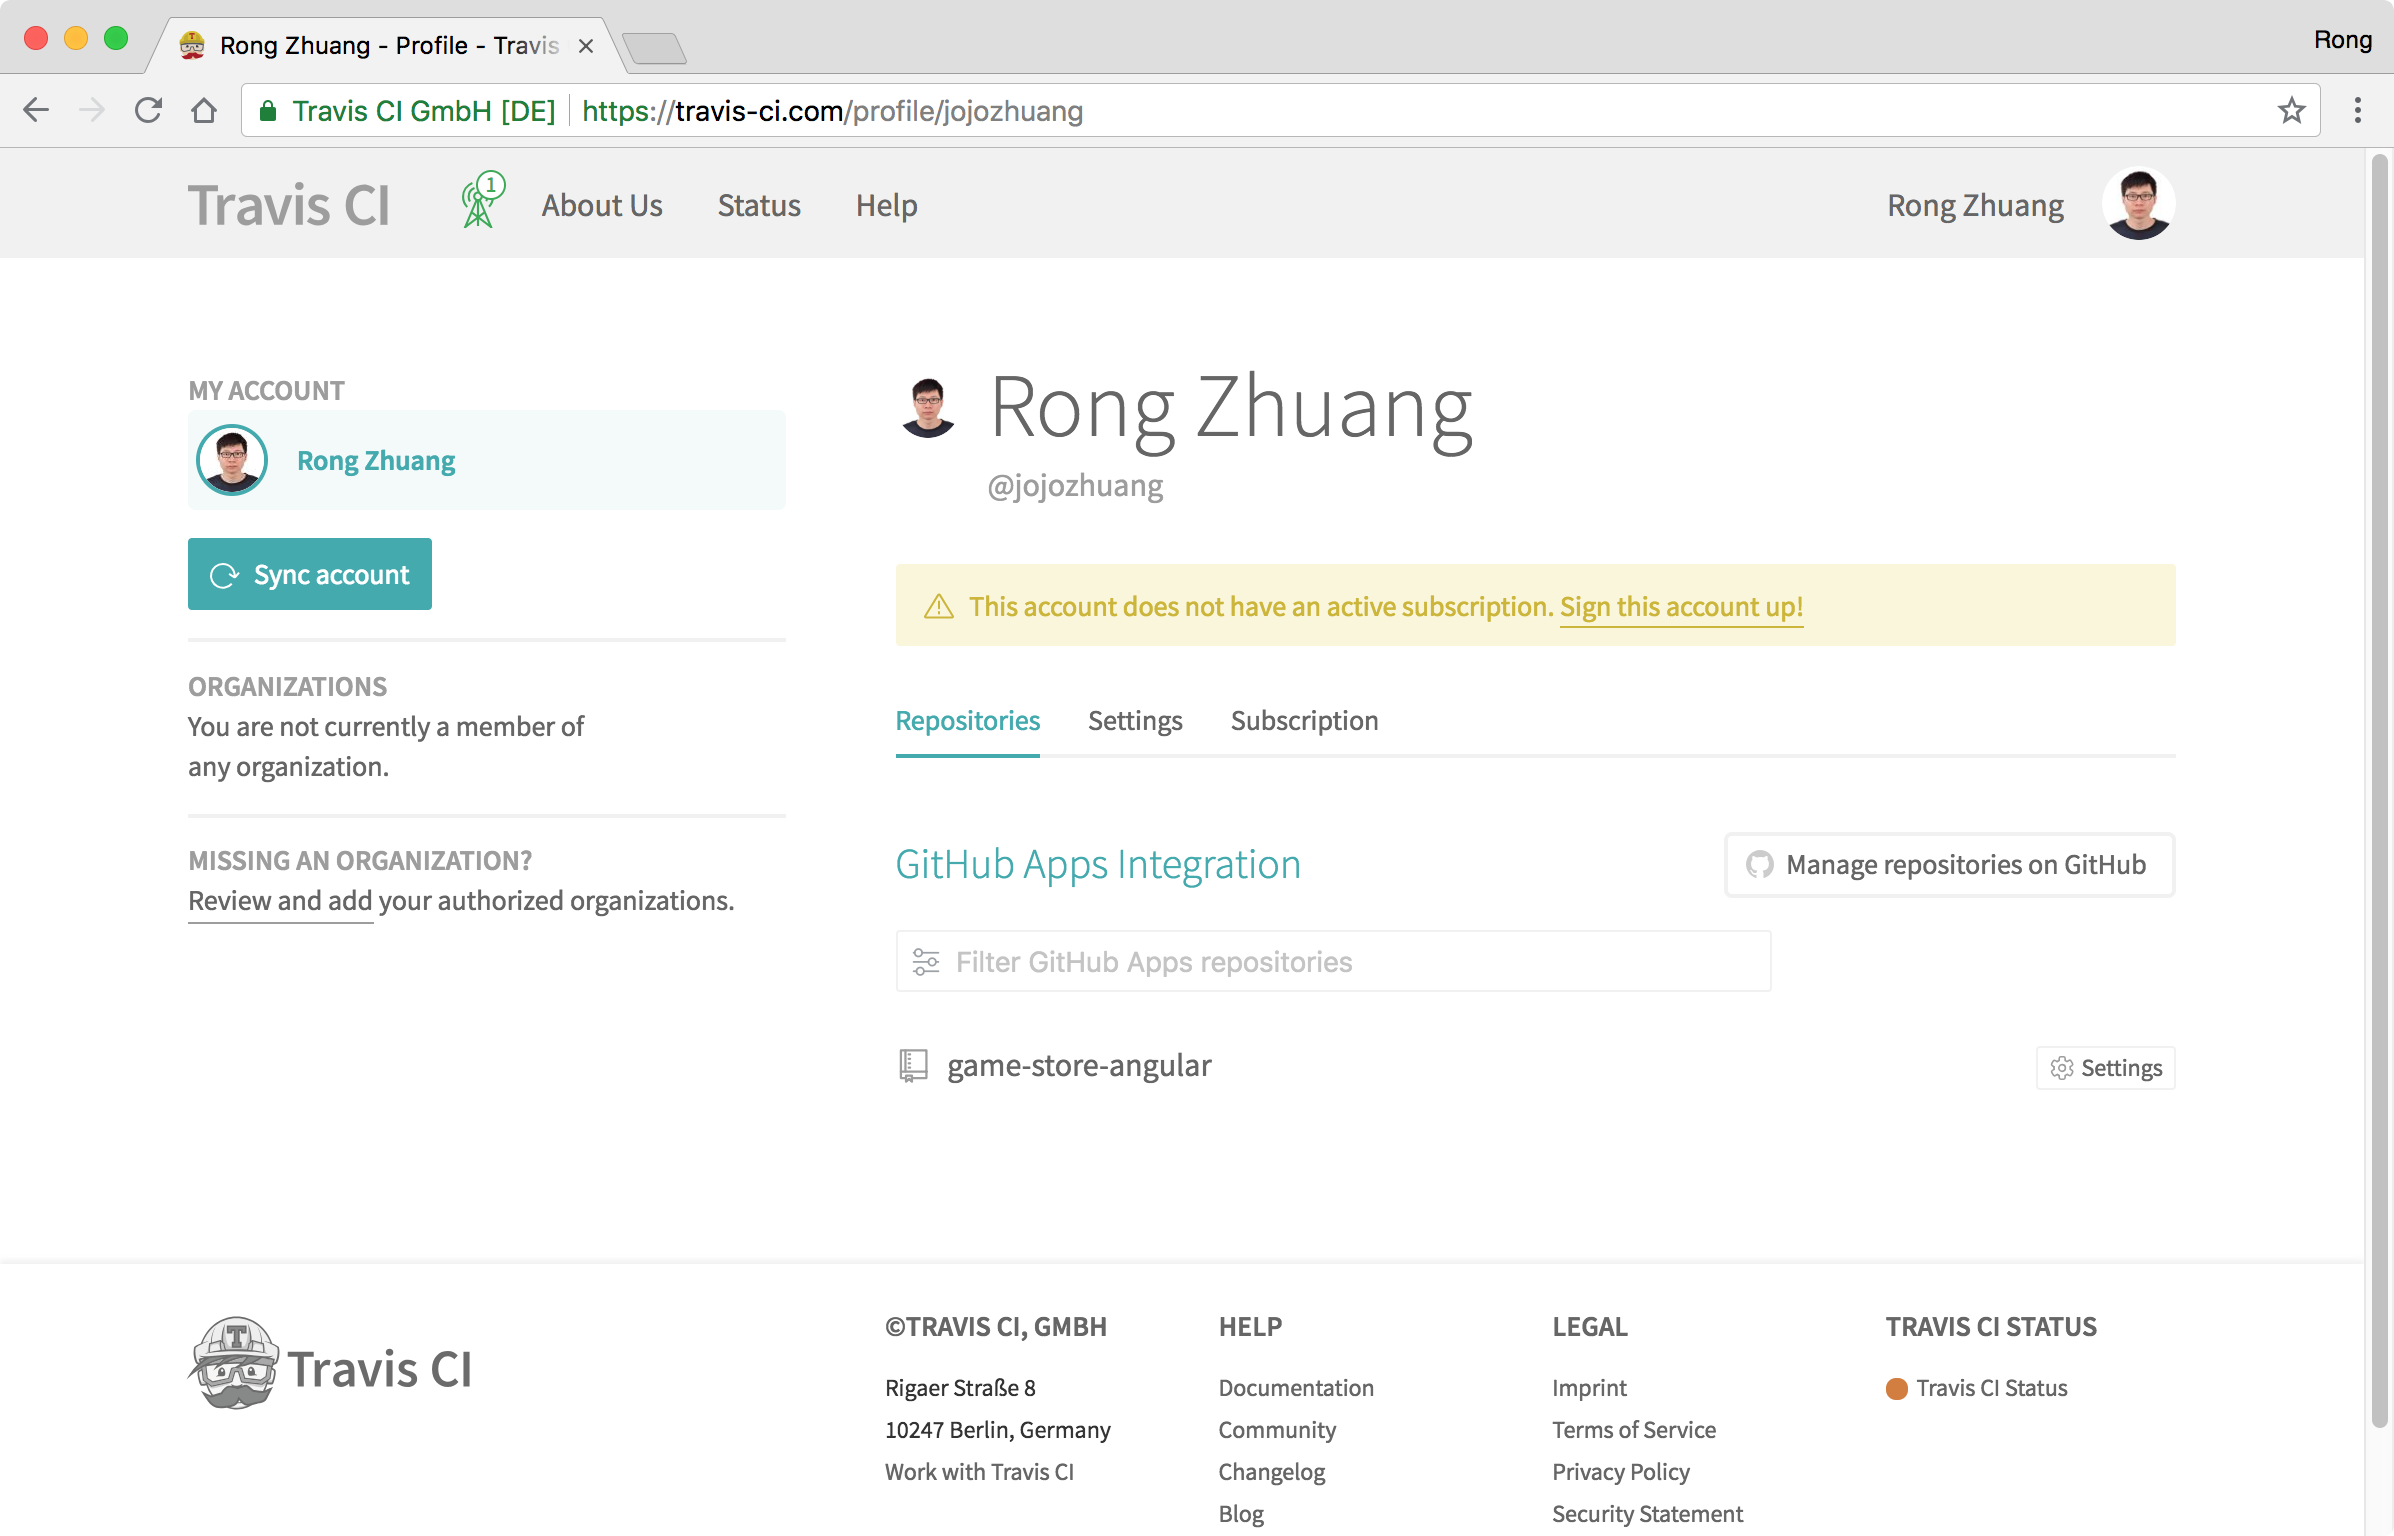 Rong Zhuang - Profile - Travis
Rong
Travis CI GmbH [DE]
https://travis-ci.com/profile/jojozhuang
Travis CI
1
About Us
Status
Help
Rong Zhuang
MY ACCOUNT
Rong Zhuang
Sync account
ORGANIZATIONS
You are not currently a member of
any organization.
MISSING AN ORGANIZATION?
Review and add your authorized organizations.
Rong Zhuang
@jojozhuang
This account does not have an active subscription. Sign this account up!
Repositories
Settings
Subscription
GitHub Apps Integration
Manage repositories on GitHub
Filter GitHub Apps repositories
game-store-angular
Settings
T
Travis CI
©TRAVIS CI, GMBH
Rigaer Straße 8
10247 Berlin, Germany
Work with Travis CI
HELP
Documentation
Community
Changelog
Blog
LEGAL
Imprint
Terms of Service
Privacy Policy
Security Statement
TRAVIS CI STATUS
Travis CI Status